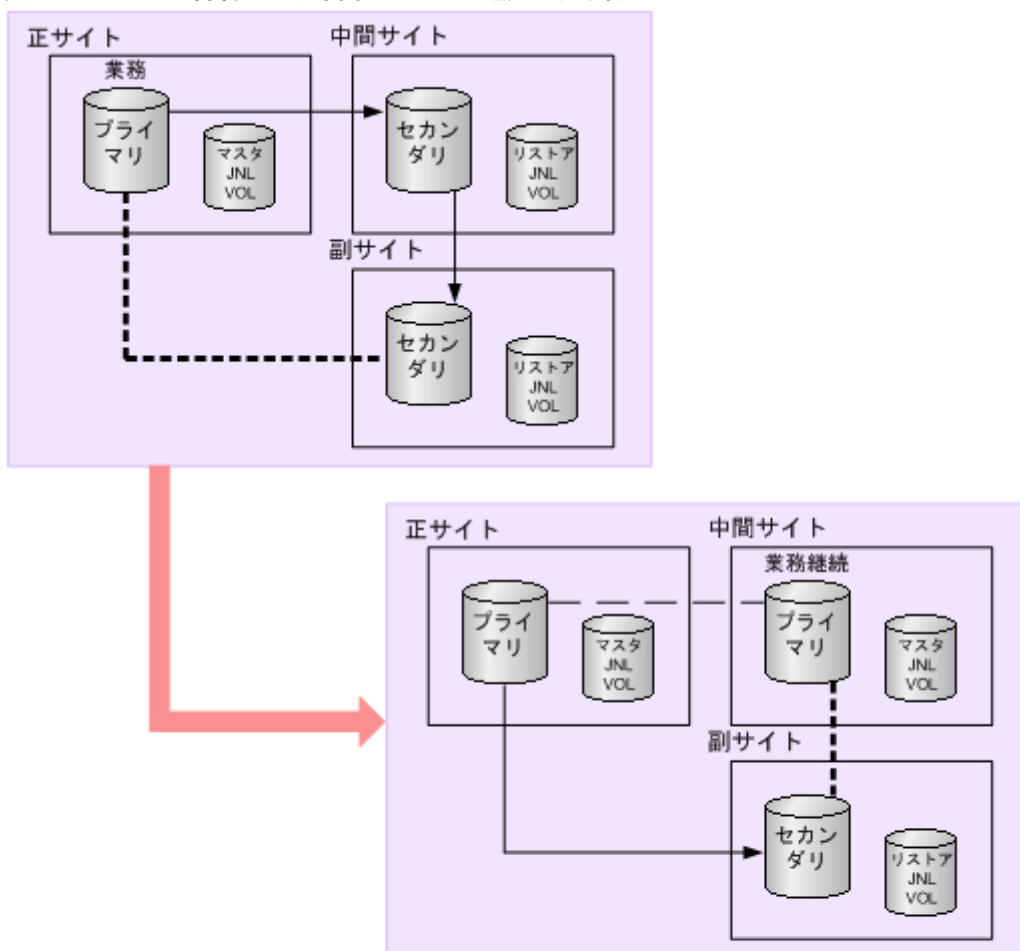 正サイト
中間サイト
業務
プライ
マリ
マスタ
JNL
VOL
セカン
ダリ
リストア
JNL
VOL
副サイト
セカン
ダリ
リストア
JNL
VOL
正サイト
中間サイト
業務継続
プライ
マリ
マスタ
JNL
VOL
プライ
マリ
マスタ
JNL
VOL
副サイト
セカン
ダリ
リストア
JNL
VOL